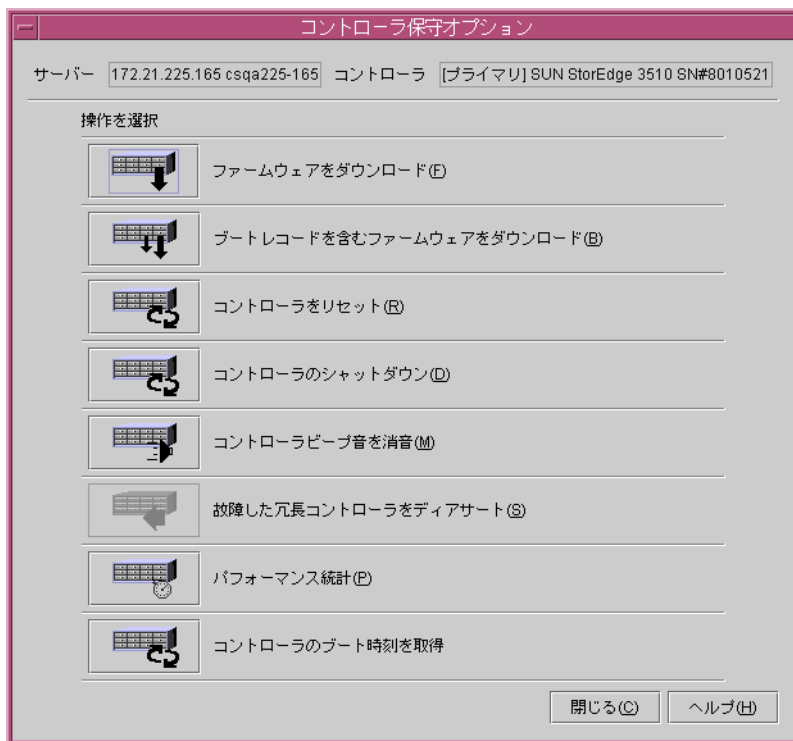 コントローラ保守オプション
サーバー 172.21.225.165 csqa225-165 コントローラ [プライマリ] SUN StorEdge 3510 SN#8010521
操作を選択
ファームウェアをダウンロード(F)
ブートレコードを含むファームウェアをダウンロード(B)
コントローラをリセット(R)
コントローラのシャットダウン(D)
コントローラビープ音を消音(M)
故障した冗長コントローラをディアサート(S)
パフォーマンス統計(P)
コントローラのブート時刻を取得
閉じる(C) ヘルプ(H)